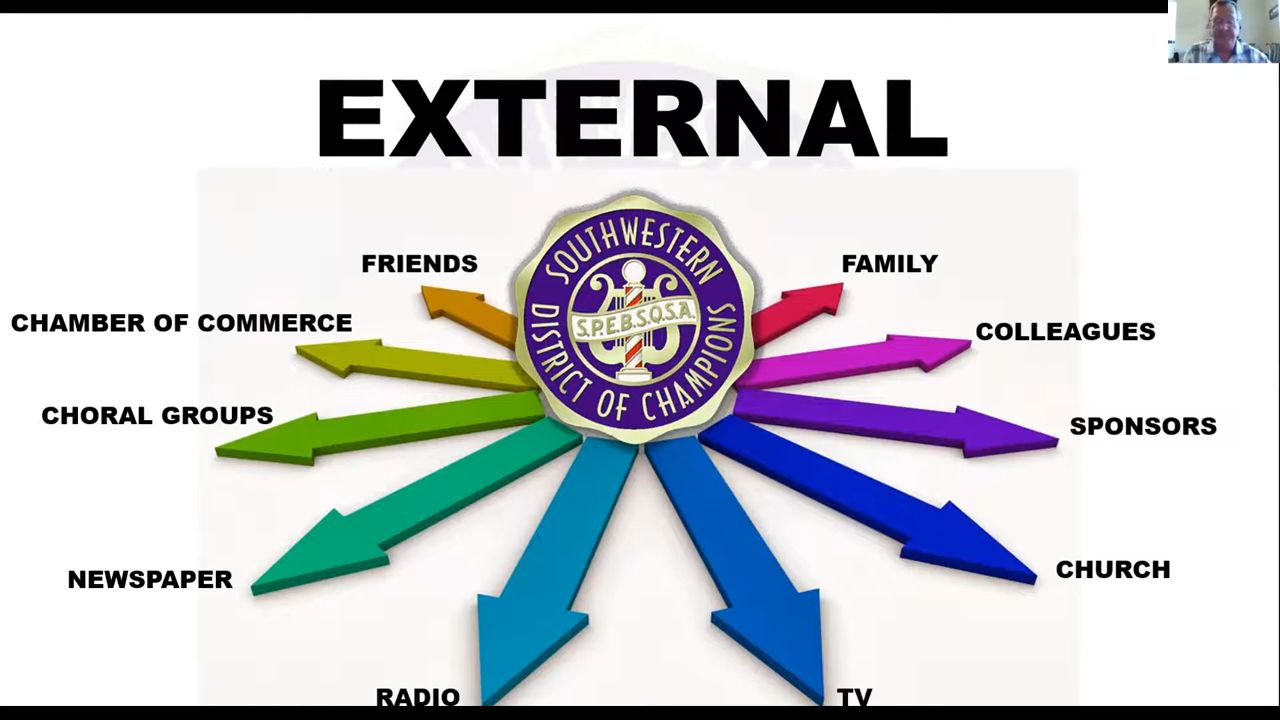 EXTERNAL
SOUTHWESTERN
FRIENDS
FAMILY
S.P.E.B.S.Q.S.A.
CHAMBER OF COMMERCE
COLLEAGUES
DISTRICT OF CHAMPIONS
CHORAL GROUPS
SPONSORS
NEWSPAPER
CHURCH
RADIO
TV